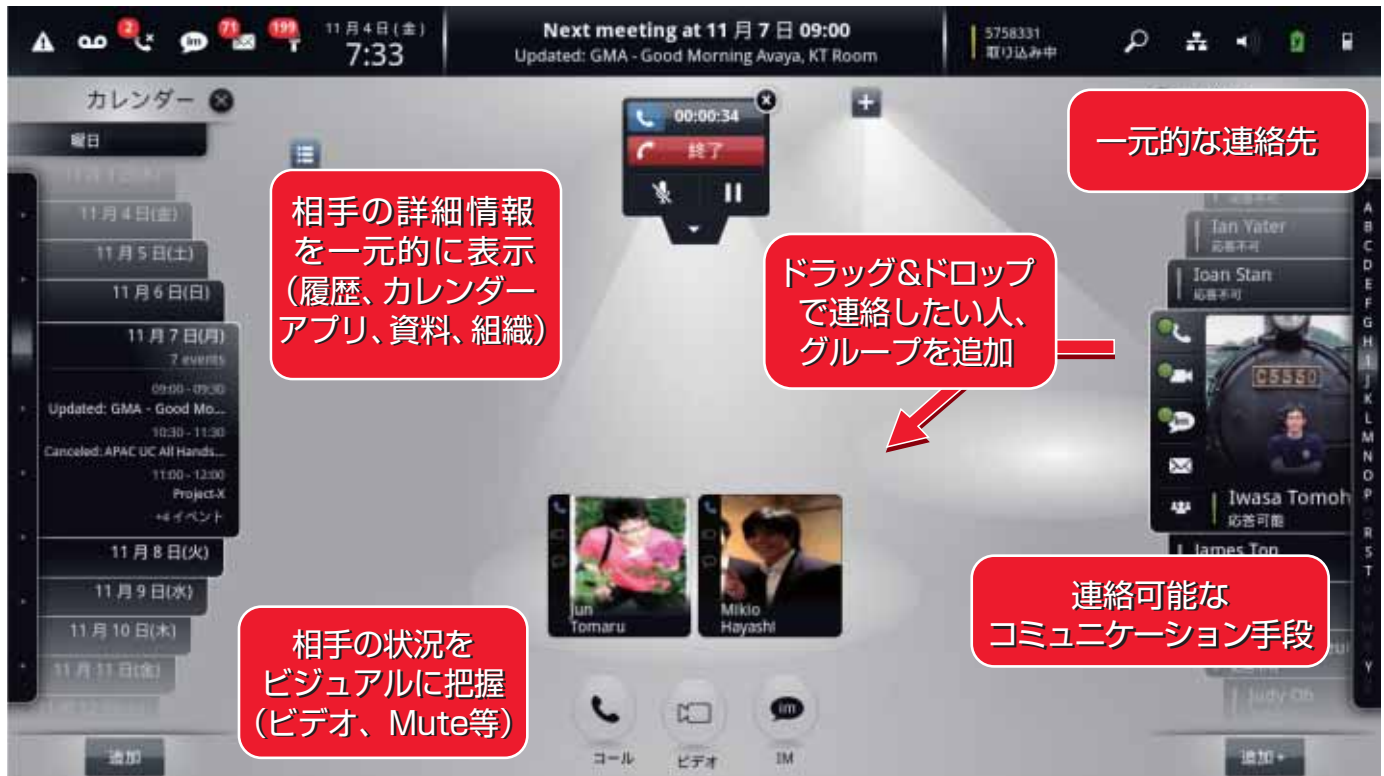 2
71
199
11月4日(金)
7:33
Next meeting at 11 月 7 日 09:00
Updated: GMA - Good Morning Avaya, KT Room
5758331
取り込み中
カレンダー
曜日
11月4日(金)
11月5日(土)
11月6日(日)
11月7日(月)
7 events
09:00 - 09:30
Updated: GMA - Good Mo...
10:30 - 11:30
Canceled: APAC UC All Hands...
11:00 - 12:00
Project-X
+4 イベント
11月8日(火)
11月9日(水)
11月10日(木)
11月11日(金)
追加
相手の詳細情報
を一元的に表示
(履歴、カレンダー
アプリ、資料、組織)
00:00:34
終了
ドラッグ&ドロップ
で連絡したい人、
グループを追加
一元的な連絡先
Ian Yater
応答不可
Ioan Stan
応答不可
C5550
im
Iwasa Tomoh
応答可能
James Ton
連絡可能な
コミュニケーション手段
Judy Oh
追加 +
A
B
C
D
E
F
G
H
I
J
K
L
M
N
O
P
R
S
T
Y
Jun
Tomaru
Mikio
Hayashi
相手の状況を
ビジュアルに把握
(ビデオ、Mute等)
im
コール
ビデオ
IM